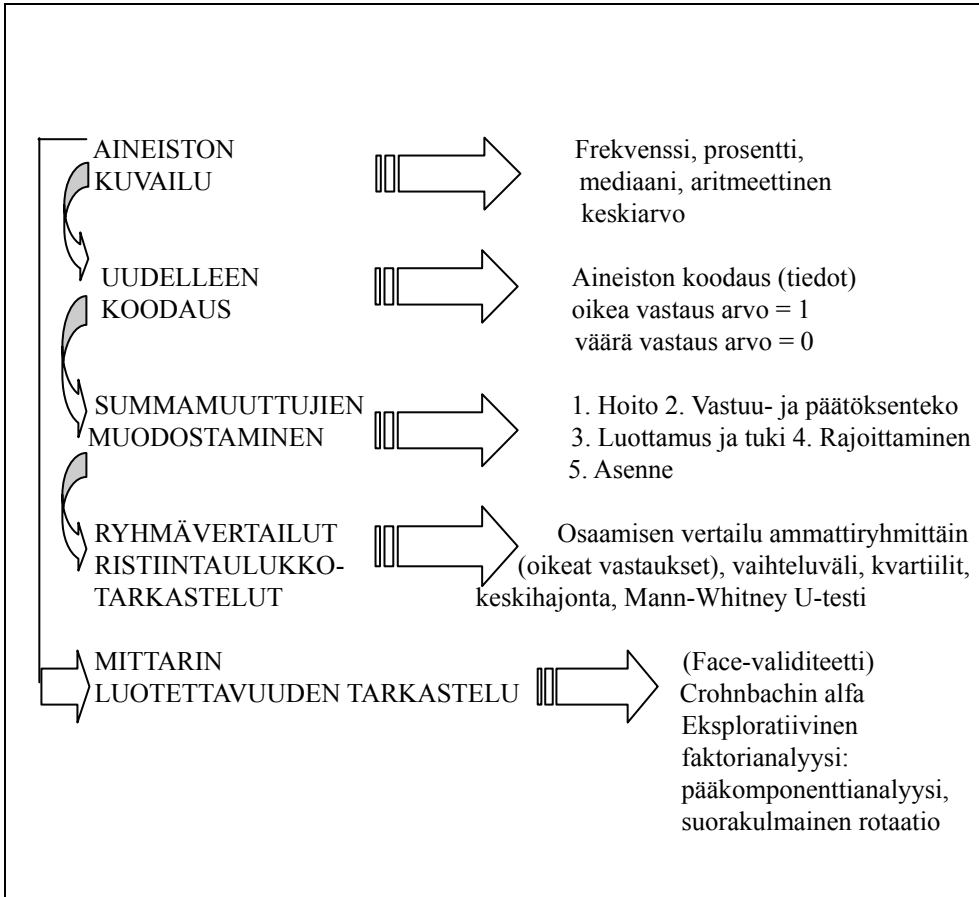 AINEISTON
KUVAILU
Frekvenssi, prosentti,
mediaani, aritmeettinen
keskiarvo
UUDELLEEN
KOODAUS
Aineiston koodaus (tiedot)
oikea vastaus arvo = 1
väärä vastaus arvo = 0
SUMMAMUUTTUJIEN
MUODOSTAMINEN
1. Hoito 2. Vastuu- ja päätöksenteko
3. Luottamus ja tuki 4. Rajoittaminen
5. Asenne
RYHMÄVERTAILUT
RISTIINTAULUKKO-
TARKASTELUT
Osaamisen vertailu ammattiryhmittäin
(oikeat vastaukset), vaihteluväli, kvartiilit,
keskihajonta, Mann-Whitney U-testi
MITTARIN
LUOTETTAVUUDEN TARKASTELU
(Face-validiteetti)
Crohnbachin alfa
Eksploratiivinen
faktorianalyysi:
pääkomponenttianalyysi,
suorakulmainen rotaatio